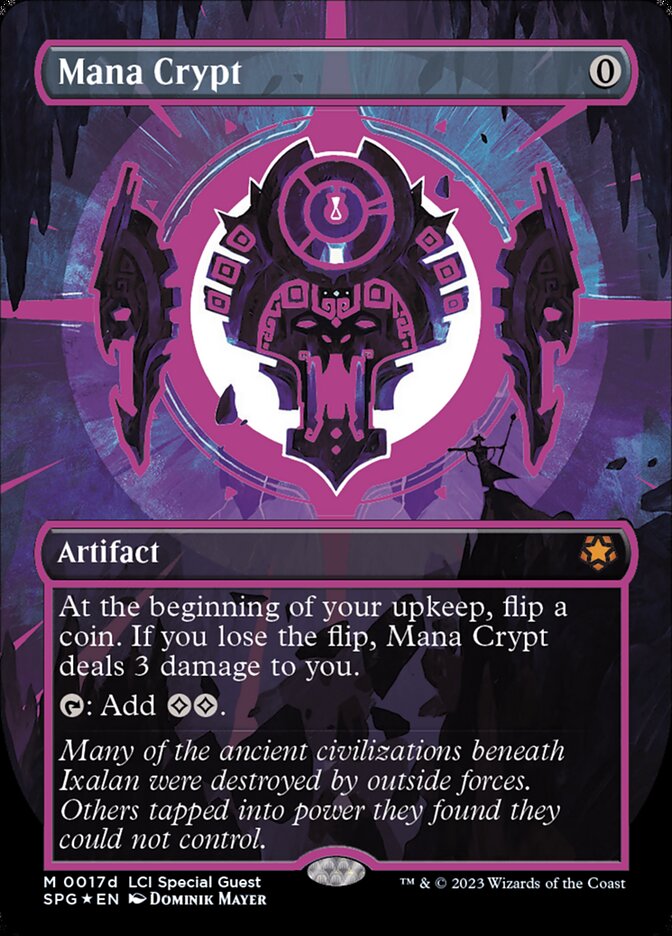 Mana Crypt 0
Artifact
At the beginning of your upkeep, flip a
coin. If you lose the flip, Mana Crypt
deals 3 damage to you.
: Add .
Many of the ancient civilizations beneath
Ixalan were destroyed by outside forces.
Others tapped into power they found they
could not control.
M 0017d LCI Special Guest
SPG★EN Dominik Mayer
™ & © 2023 Wizards of the Coast